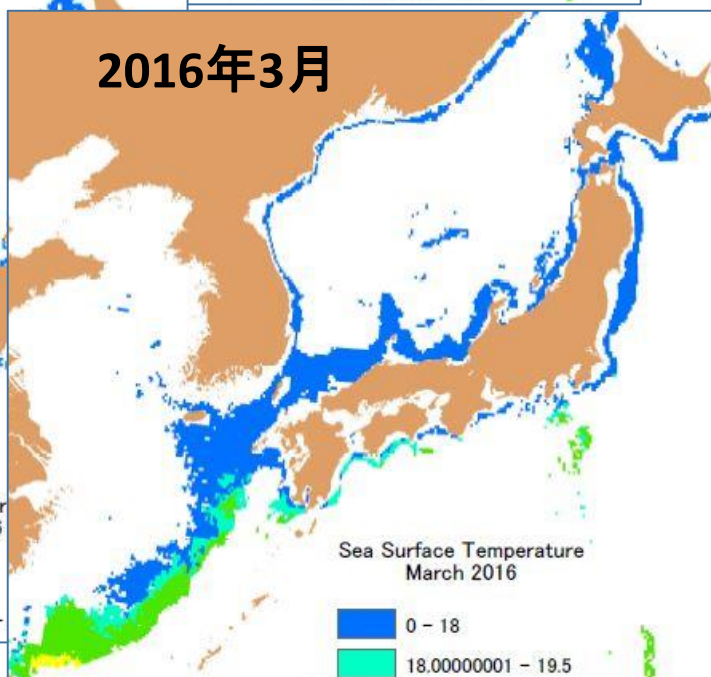 2016年3月
Sea Surface Temperature
March 2016
0 - 18
18.00000001 - 19.5